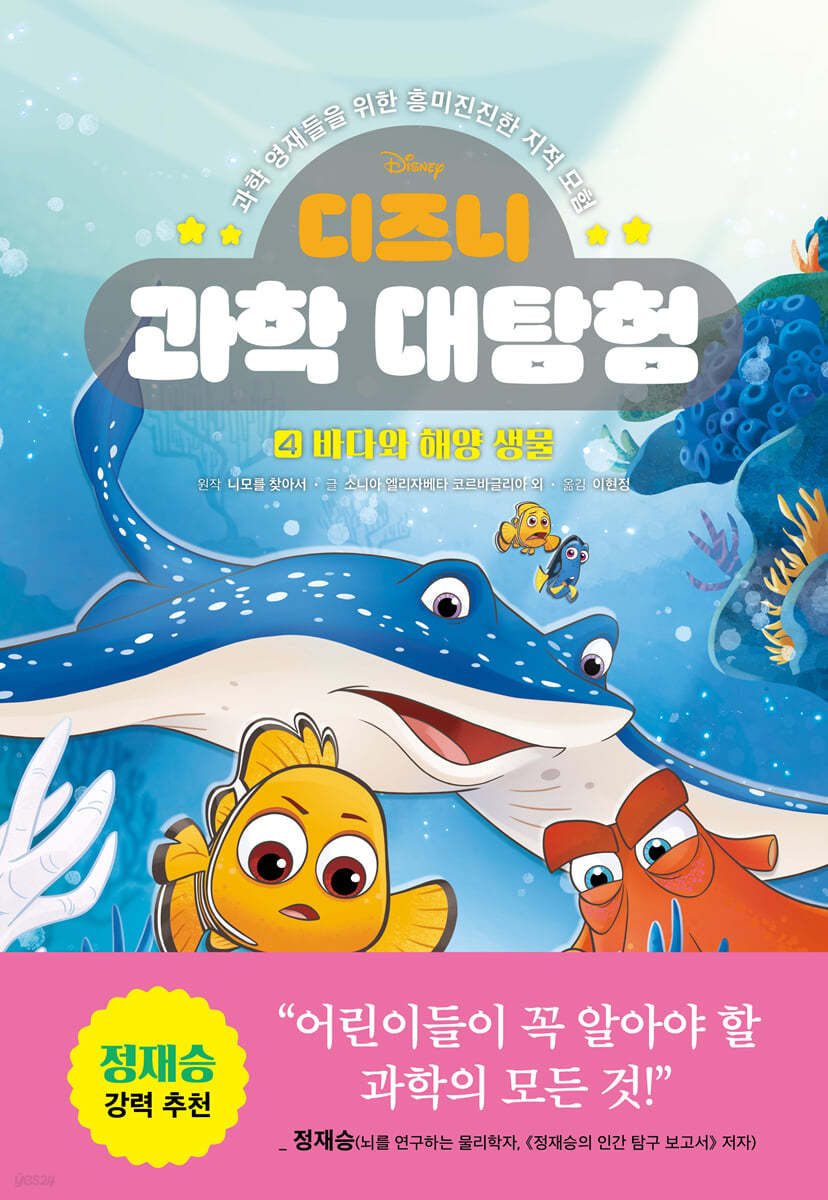 과학 영재들을 위한 흥미진진한 지적 모험
Disney
디즈니
과학 대탐험
4 바다와 해양 생물
원작 니모를 찾아서 · 글 소니아 엘리자베타 코르바글리아 외 · 옮김 이현정
정재승
강력 추천
“어린이들이 꼭 알아야 할
과학의 모든 것!”
_ 정재승(뇌를 연구하는 물리학자, 《정재승의 인간 탐구 보고서》 저자)
yes24